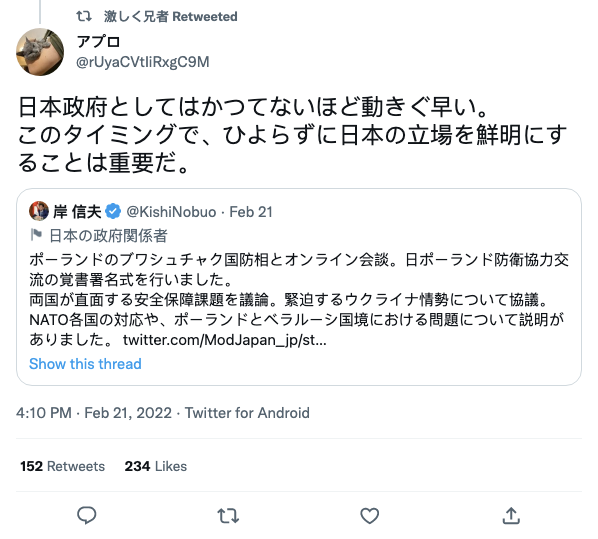 激しく兄者 Retweeted
アプロ
@rUyaCVtIiRxgC9M
日本政府としてはかつてないほど動きぐ早い。
このタイミングで、ひよらずに日本の立場を鮮明にす
ることは重要だ。
岸 信夫 @KishiNobuo · Feb 21
日本の政府関係者
ポーランドのブワシュチャク国防相とオンライン会談。日ポーランド防衛協力交
流の覚書署名式を行いました。
両国が直面する安全保障課題を議論。緊迫するウクライナ情勢について協議。
NATO各国の対応や、ポーランドとベラルーシ国境における問題について説明が
ありました。 twitter.com/ModJapan_jp/st...
Show this thread
4:10 PM · Feb 21, 2022 · Twitter for Android
152 Retweets 234 Likes